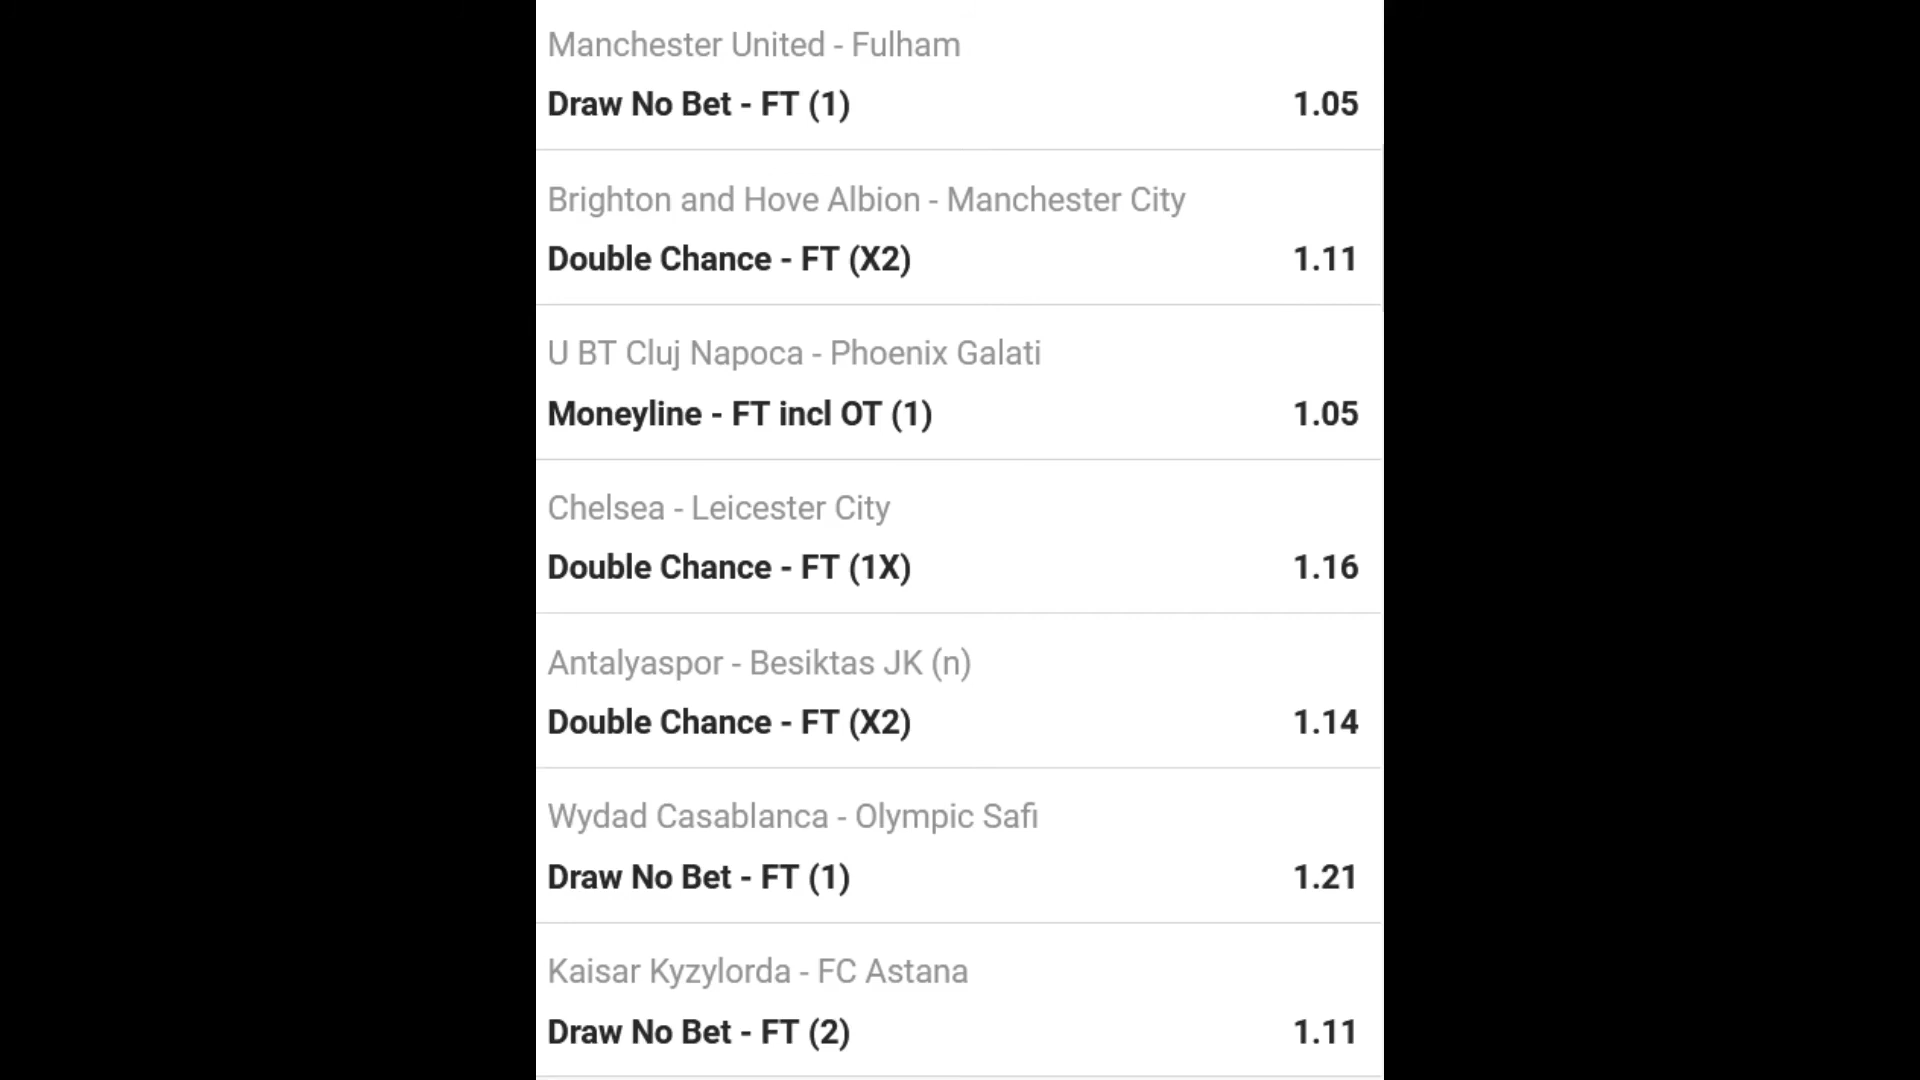 Manchester United - Fulham
Draw No Bet - FT (1) 1.05
Brighton and Hove Albion - Manchester City
Double Chance - FT (X2) 1.11
U BT Cluj Napoca - Phoenix Galati
Moneyline - FT incl OT (1) 1.05
Chelsea - Leicester City
Double Chance - FT (1X) 1.16
Antalyaspor - Besiktas JK (n)
Double Chance - FT (X2) 1.14
Wydad Casablanca - Olympic Safi
Draw No Bet - FT (1) 1.21
Kaisar Kyzylorda - FC Astana
Draw No Bet - FT (2) 1.11